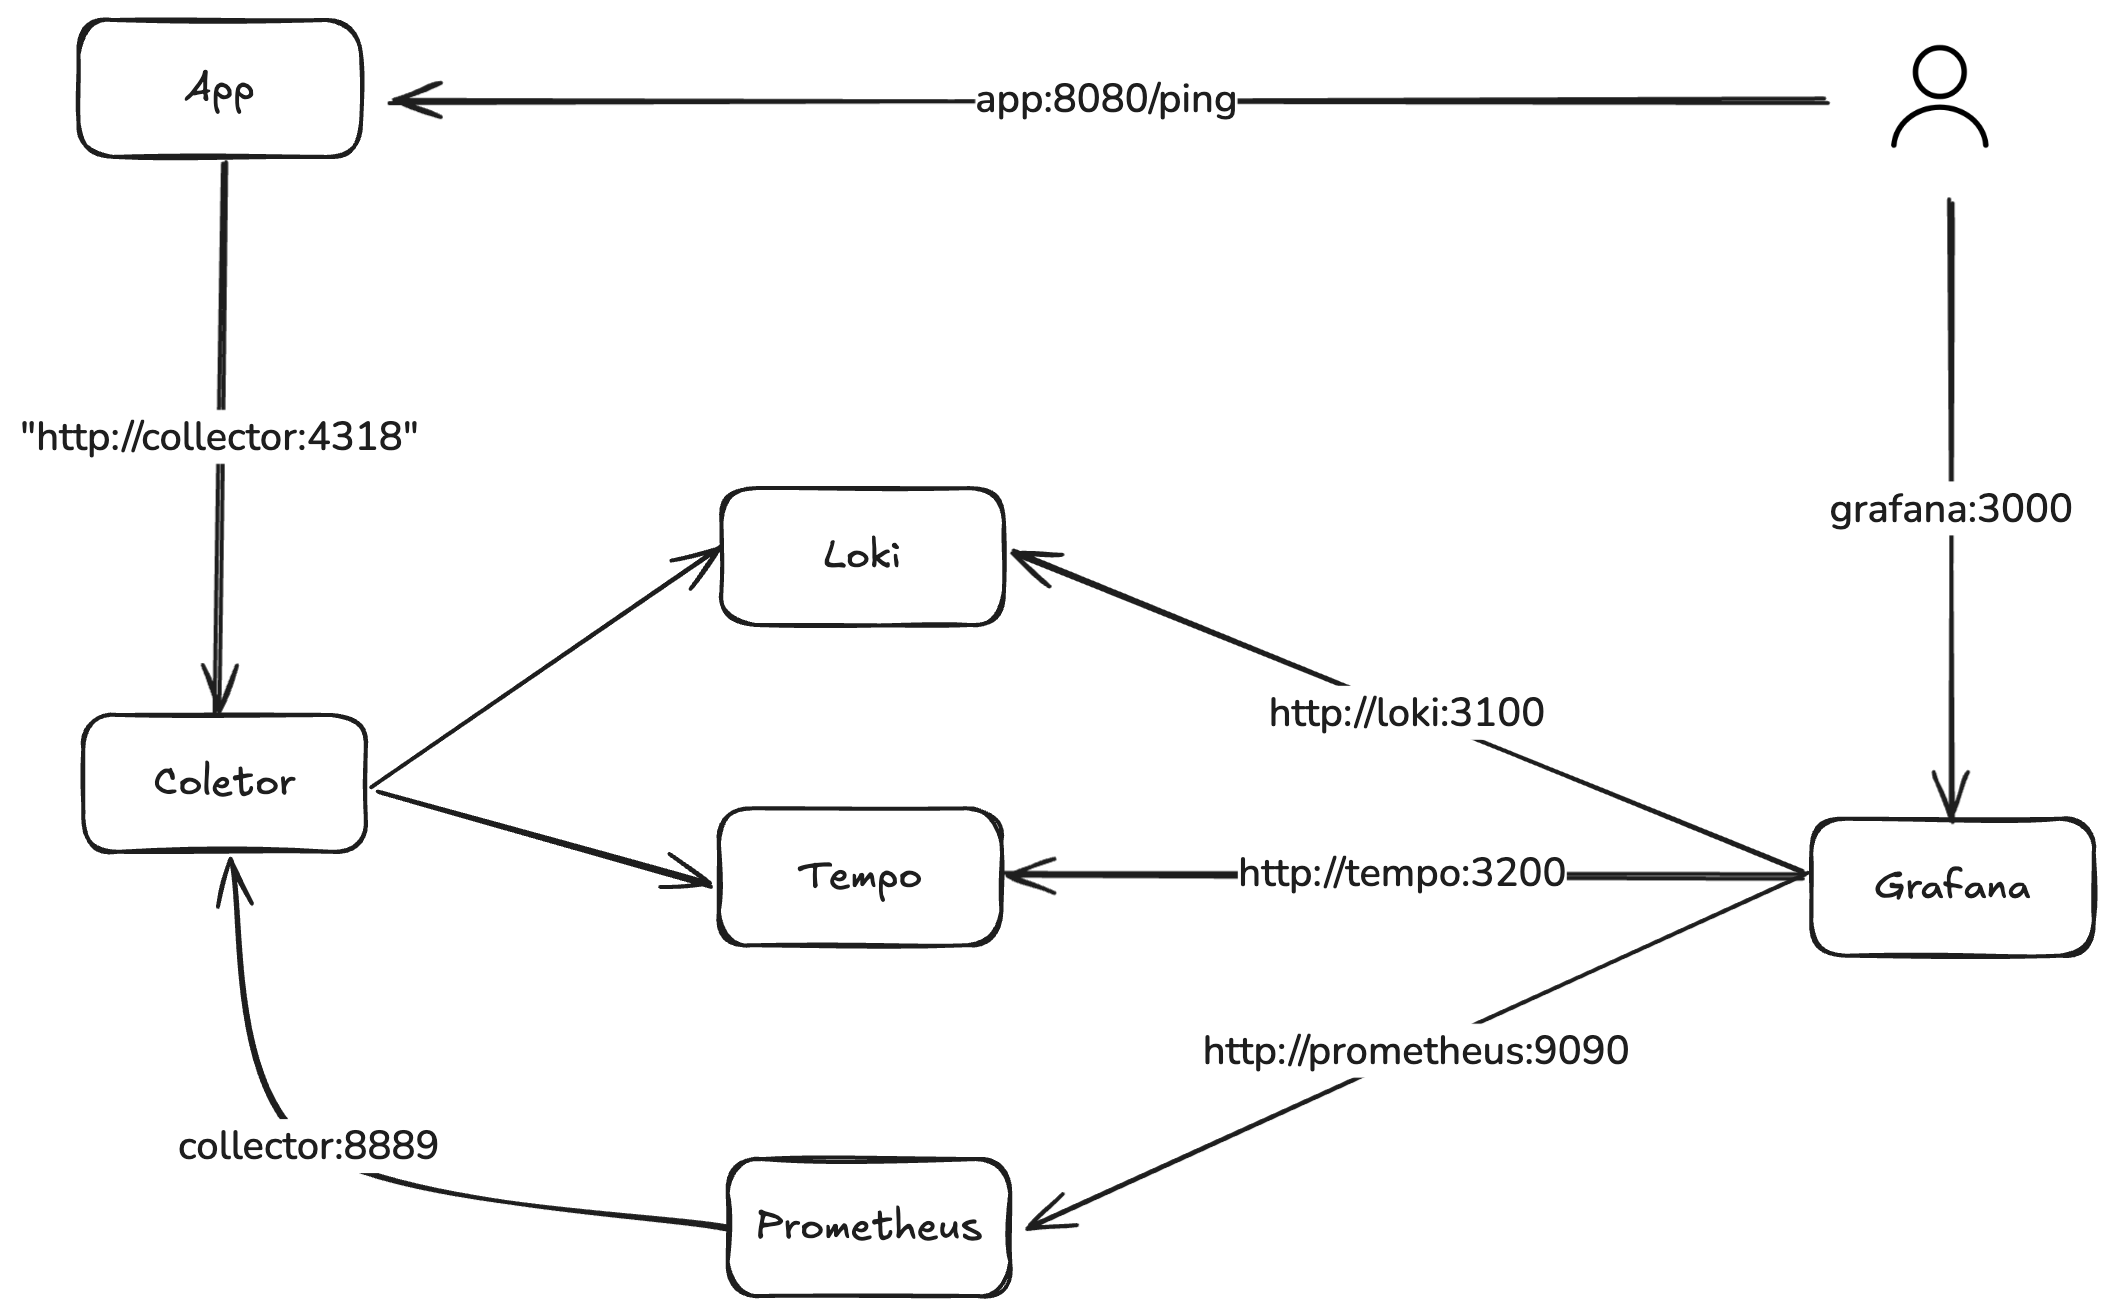 App
app:8080/ping
"http://collector:4318"
grafana:3000
Loki
http://loki:3100
Coletor
Tempo
http://tempo:3200
Grafana
http://prometheus:9090
collector:8889
Prometheus